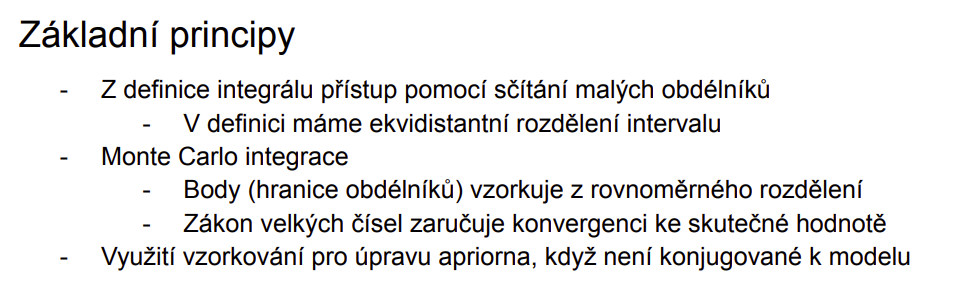 Základní principy
- Z definice integrálu přístup pomocí sčítání malých obdélníků
- V definici máme ekvidistantní rozdělení intervalu
- Monte Carlo integrace
- Body (hranice obdélníků) vzorkuje z rovnoměrného rozdělení
- Zákon velkých čísel zaručuje konvergenci ke skutečné hodnotě
- Využití vzorkování pro úpravu apriorna, když není konjugované k modelu